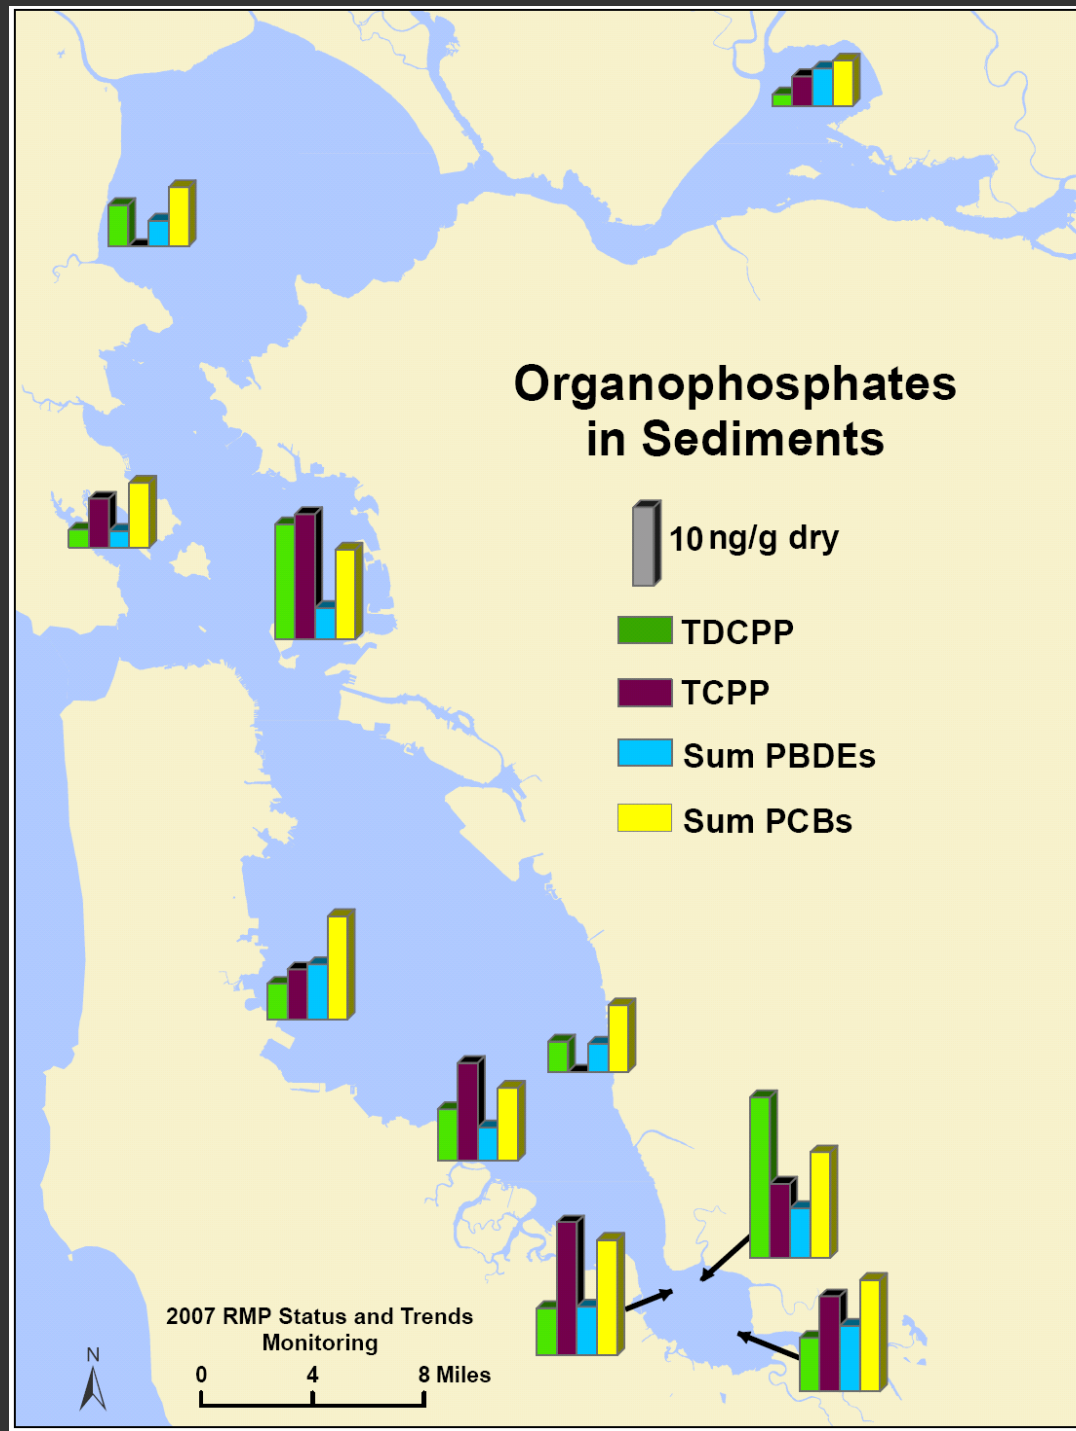 Organophosphates
in Sediments
10 ng/g dry
TDCPP
TCPP
Sum PBDEs
Sum PCBs
2007 RMP Status and Trends
Monitoring
N
0 4 8 Miles